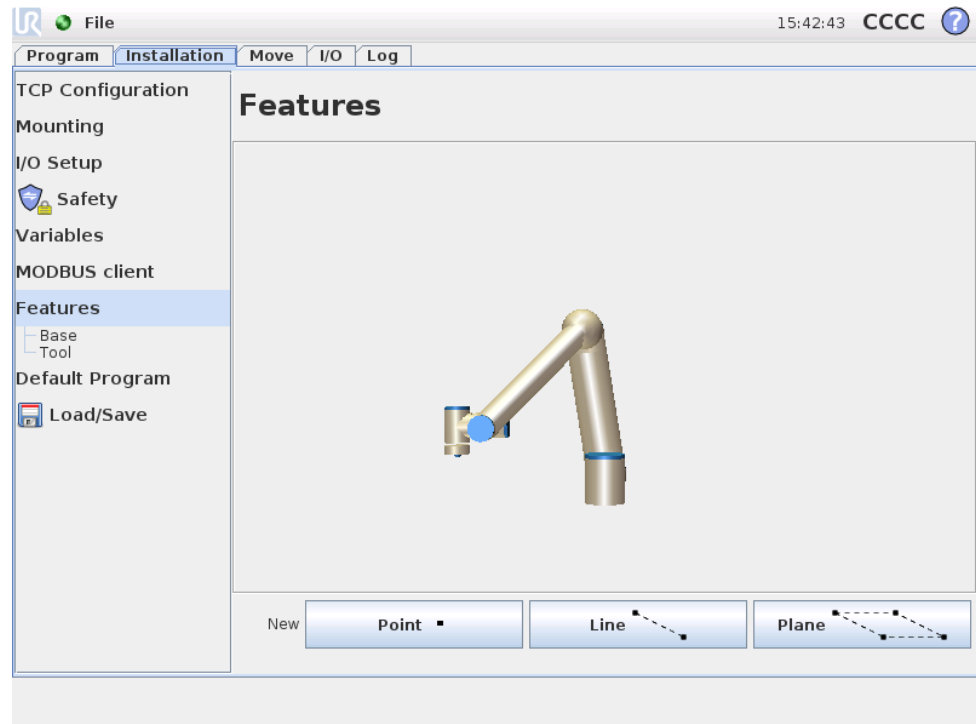 UR File 15:42:43 CCCC ?
Program Installation Move I/O Log
TCP Configuration
Features
Mounting
I/O Setup
Safety
Variables
MODBUS client
Features
Base
Tool
Default Program
Load/Save
New Point Line Plane